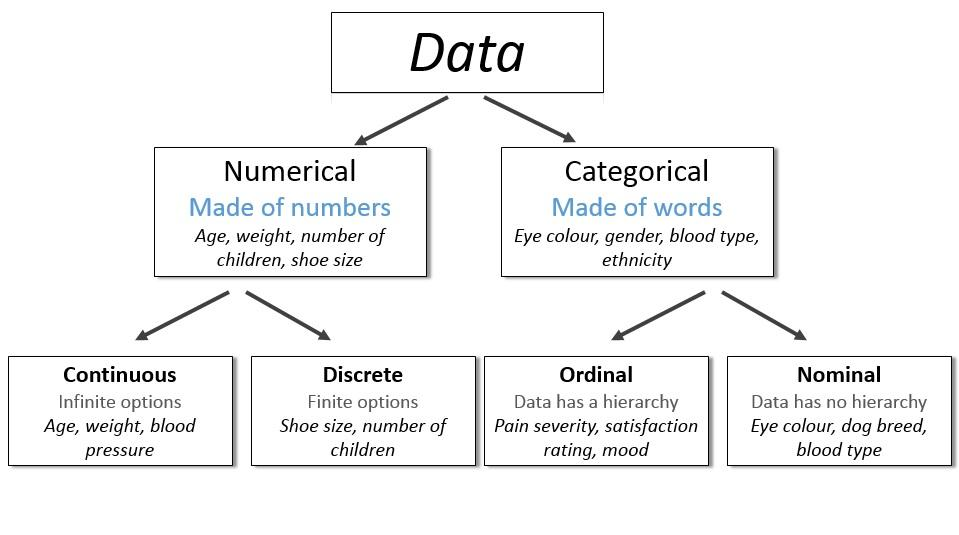 Data
Numerical
Made of numbers
Age, weight, number of
children, shoe size
Categorical
Made of words
Eye colour, gender, blood type,
ethnicity
Continuous
Infinite options
Age, weight, blood
pressure
Discrete
Finite options
Shoe size, number of
children
Ordinal
Data has a hierarchy
Pain severity, satisfaction
rating, mood
Nominal
Data has no hierarchy
Eye colour, dog breed,
blood type